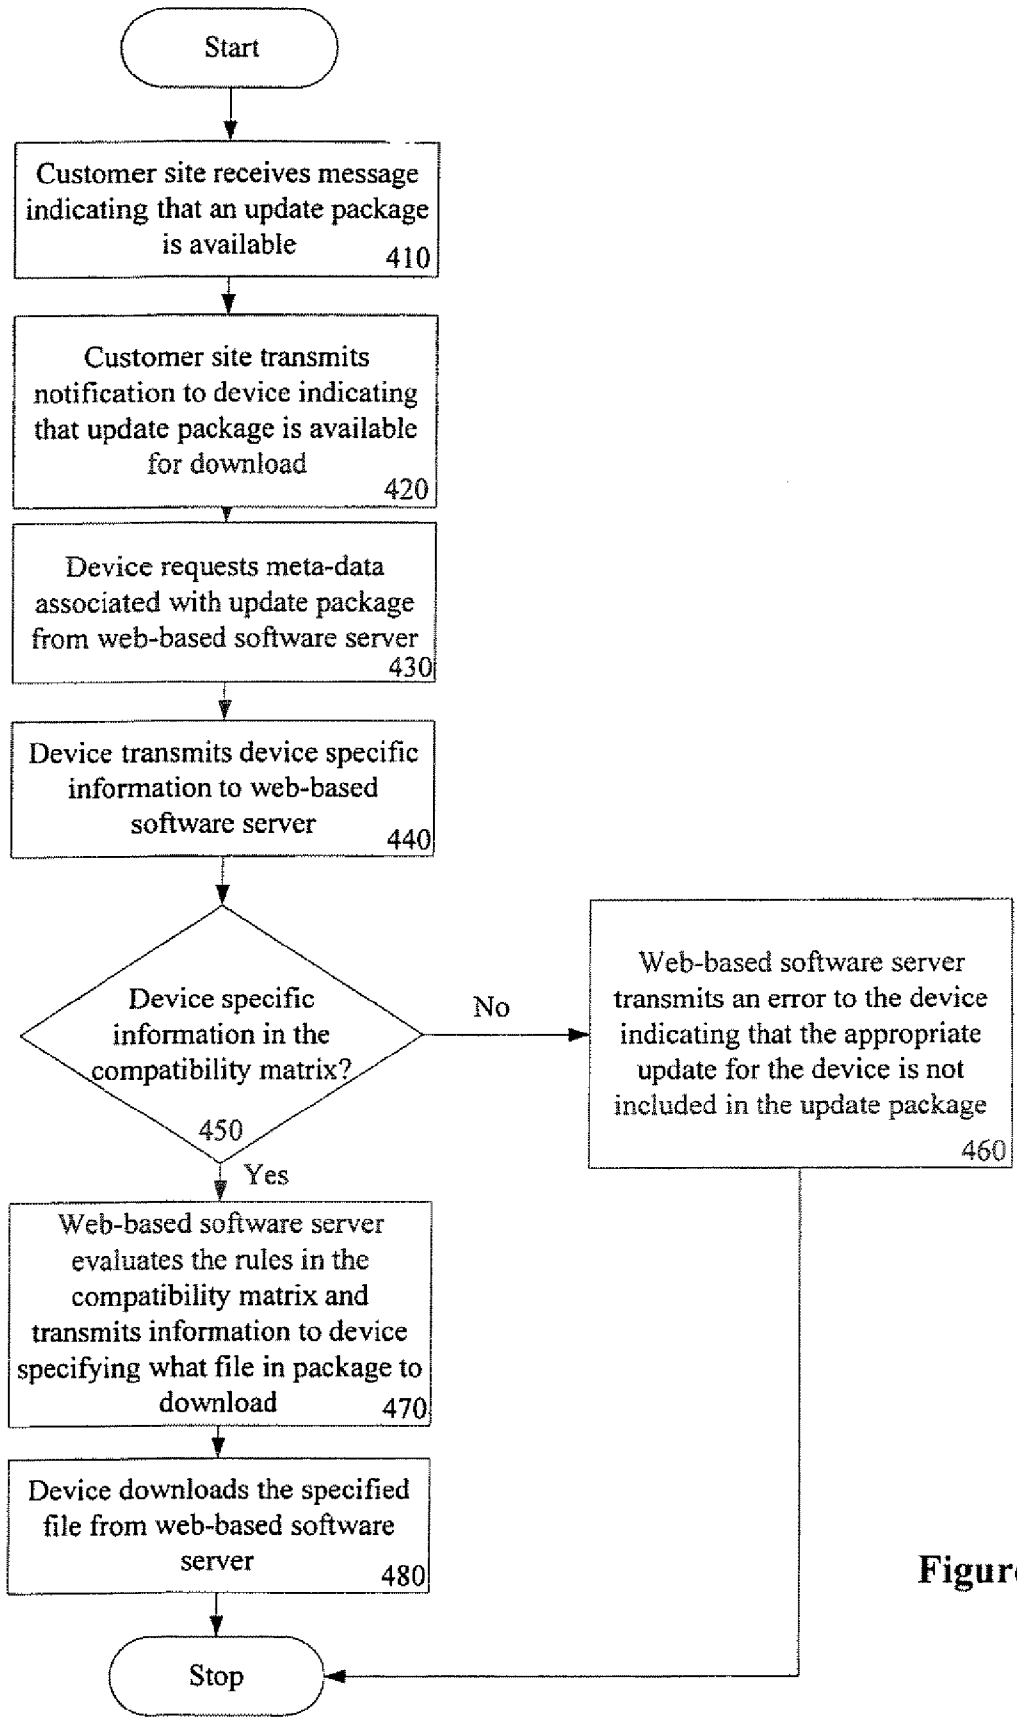 Start
Customer site receives message
indicating that an update package
is available
410
Customer site transmits
notification to device indicating
that update package is available
for download
420
Device requests meta-data
associated with update package
from web-based software server
430
Device transmits device specific
information to web-based
software server
440
Device specific
information in the
compatibility matrix?
450
No
Web-based software server
transmits an error to the device
indicating that the appropriate
update for the device is not
included in the update package
460
Yes
Web-based software server
evaluates the rules in the
compatibility matrix and
transmits information to device
specifying what file in package to
download
470
Device downloads the specified
file from web-based software
server
480
Stop